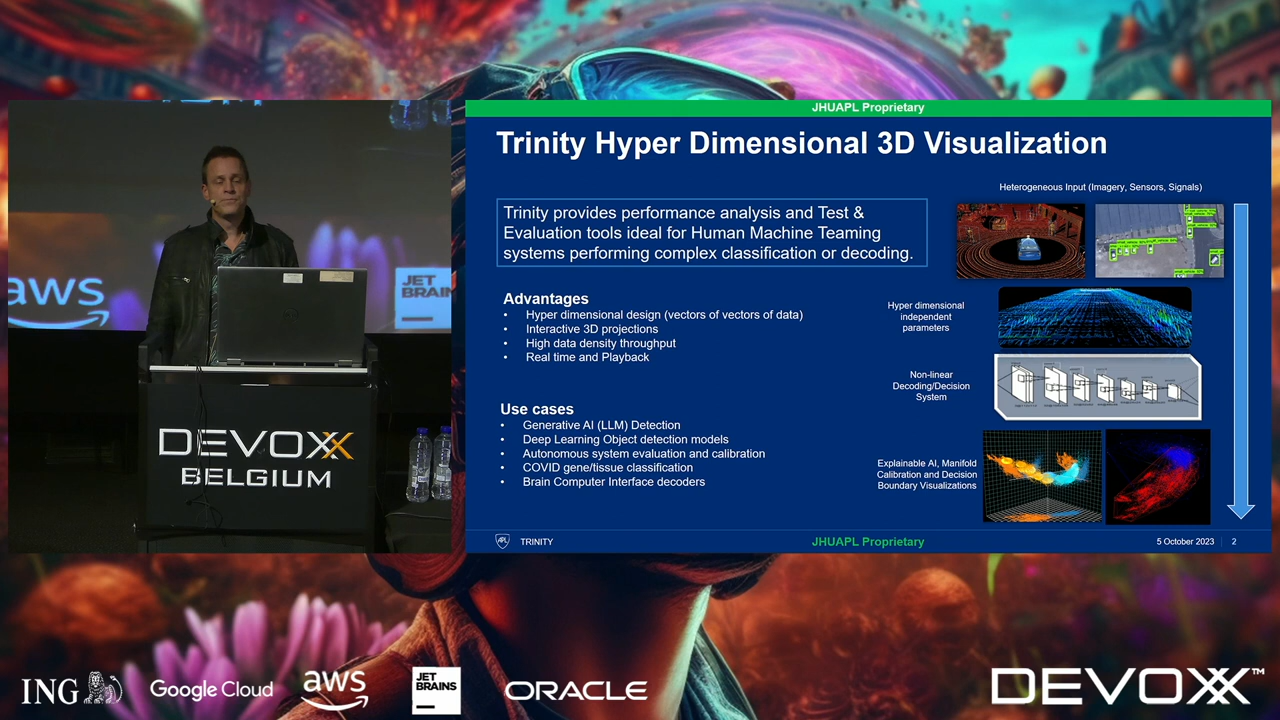 JHUAPL Proprietary
Trinity Hyper Dimensional 3D Visualization
Heterogeneous Input (Imagery, Sensors, Signals)
Trinity provides performance analysis and Test &
Evaluation tools ideal for Human Machine Teaming
systems performing complex classification or decoding.
Advantages
• Hyper dimensional design (vectors of vectors of data)
• Interactive 3D projections
• High data density throughput
• Real time and Playback
Hyper dimensional
independent
parameters
Non-linear
Decoding/Decision
System
Use cases
• Generative AI (LLM) Detection
• Deep Learning Object detection models
• Autonomous system evaluation and calibration
• COVID gene/tissue classification
• Brain Computer Interface decoders
Explainable AI, Manifold
Calibration and Decision
Boundary Visualizations
APL
TRINITY
JHUAPL Proprietary
5 October 2023
2
aws
JET
BRAIN
DEVOXX
BELGIUM
ING
Google Cloud
aws
JET
BRAINS
ORACLE
DEVOXX™